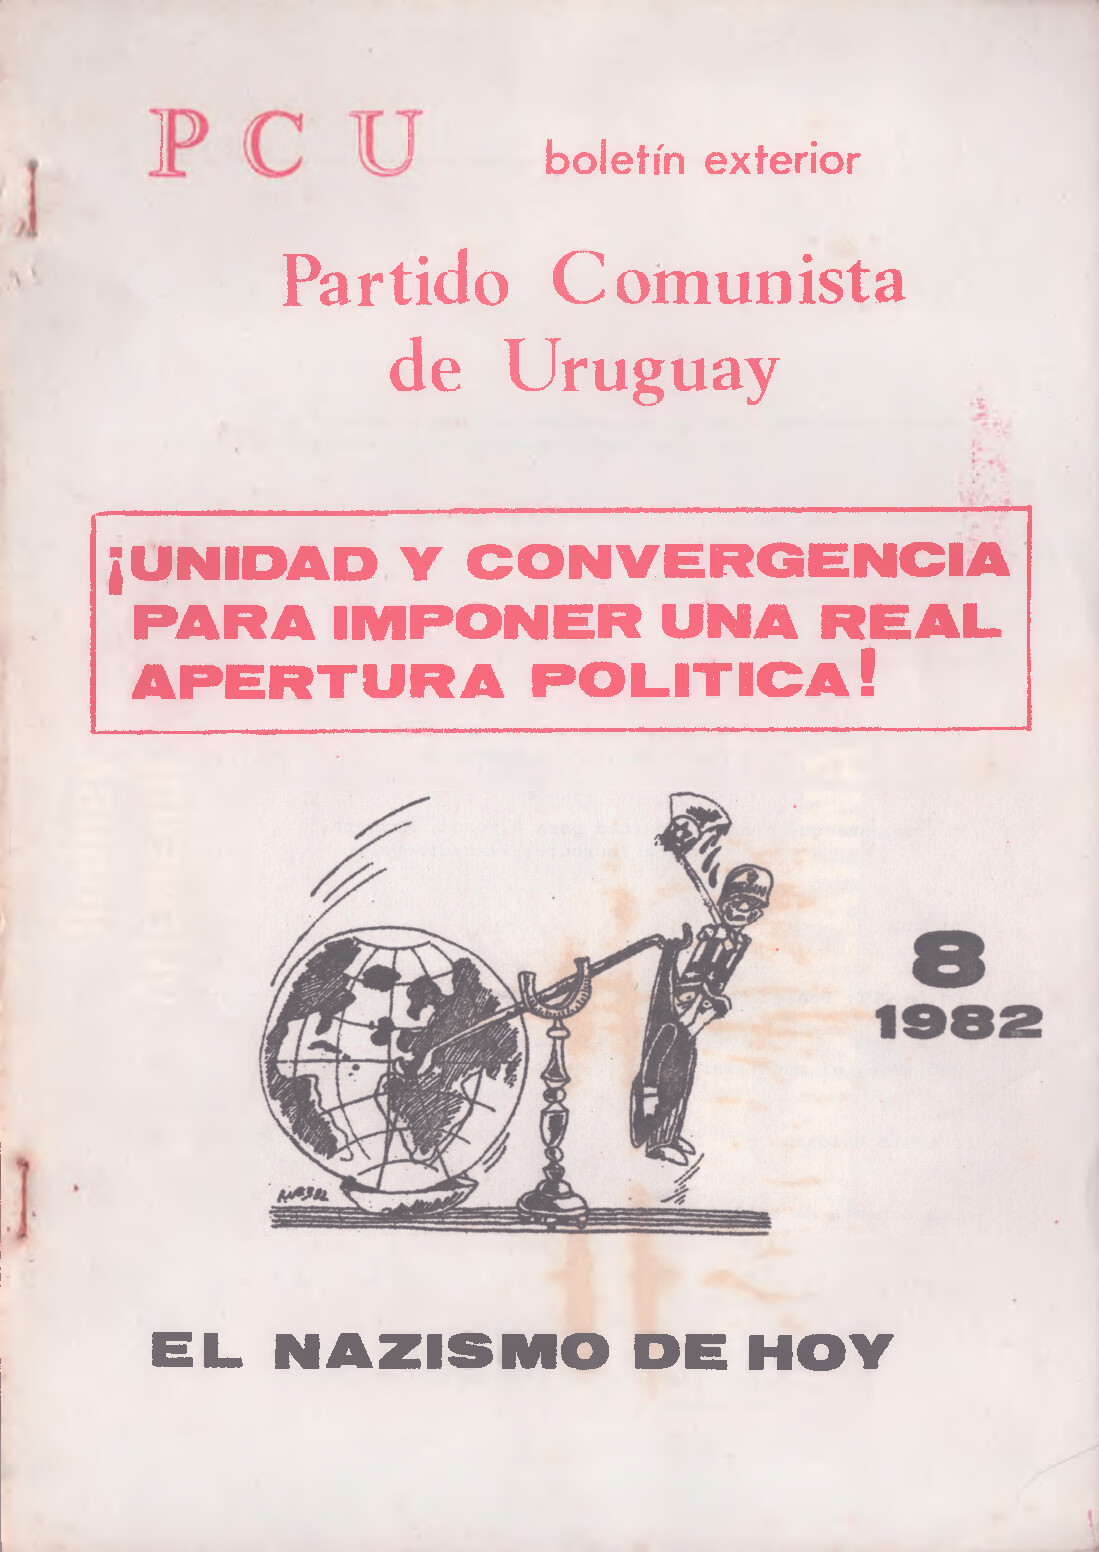 PCU boletín exterior
Partido Comunista
de Uruguay
¡UNIDAD Y CONVERGENCIA
PARA IMPONER UNA REAL
APERTURA POLITICA!
8
1982
EL NAZISMO DE HOY